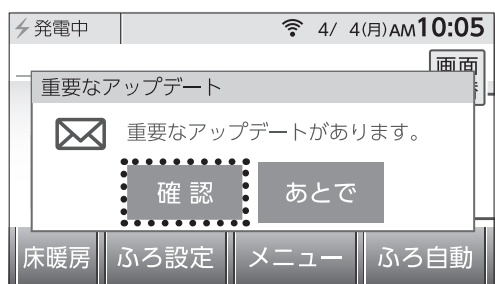 発電中 4/ 4(月)AM10:05
画面
重要なアップデート
重要なアップデートがあります。
確認 あとで
床暖房 ふろ設定 メニュー ふろ自動